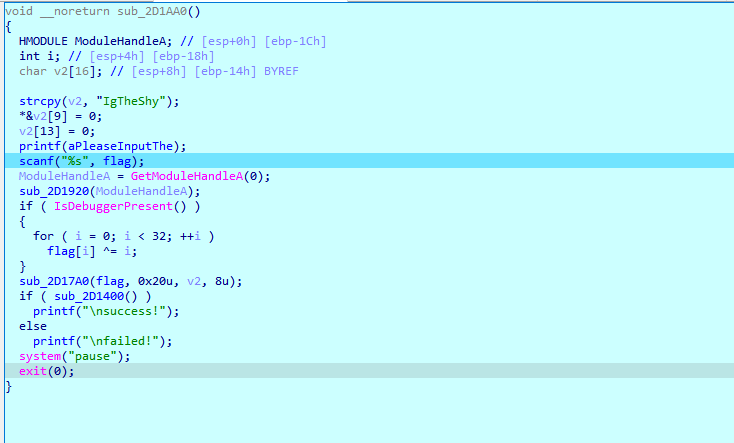 void __noreturn sub_2D1AA0()
{
  HMODULE ModuleHandleA; // [esp+0h] [ebp-1Ch]
  int i; // [esp+4h] [ebp-18h]
  char v2[16]; // [esp+8h] [ebp-14h] BYREF

  strcpy(v2, "IgTheShy");
  *&v2[9] = 0;
  v2[13] = 0;
  printf(aPleaseInputThe);
  scanf("%s", flag);
  ModuleHandleA = GetModuleHandleA(0);
  sub_2D1920(ModuleHandleA);
  if ( IsDebuggerPresent() )
  {
    for ( i = 0; i < 32; ++i )
      flag[i] ^= i;
  }
  sub_2D17A0(flag, 0x20u, v2, 8u);
  if ( sub_2D1400() )
    printf("\nsuccess!");
  else
    printf("\nfailed!");
  system("pause");
  exit(0);
}